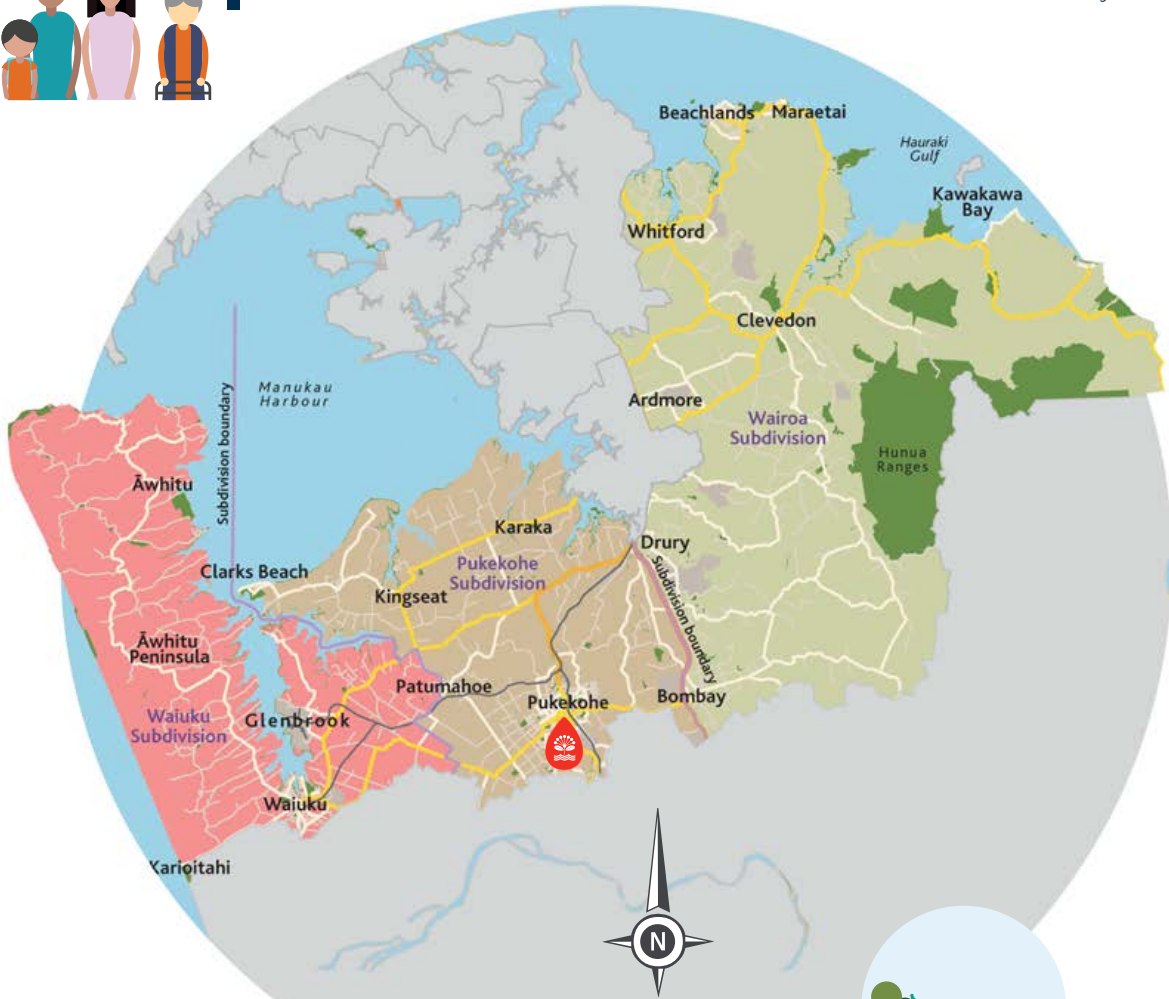 Beachlands
Maraetai
Hauraki
Gulf
Kawakawa
Bay
Whitford
Clevedon
Manukau
Harbour
Subdivision boundary
Ardmore
Wairoa
Subdivision
Hunua
Ranges
Āwhitu
Karaka
Drury
Pukekohe
Subdivision
Clarks Beach
Kingseat
Subdivision boundary
Āwhitu
Peninsula
Patumahoe
Pukekohe
Bombay
Waiuku
Subdivision
Glenbrook
Waiuku
Karioitahi
N